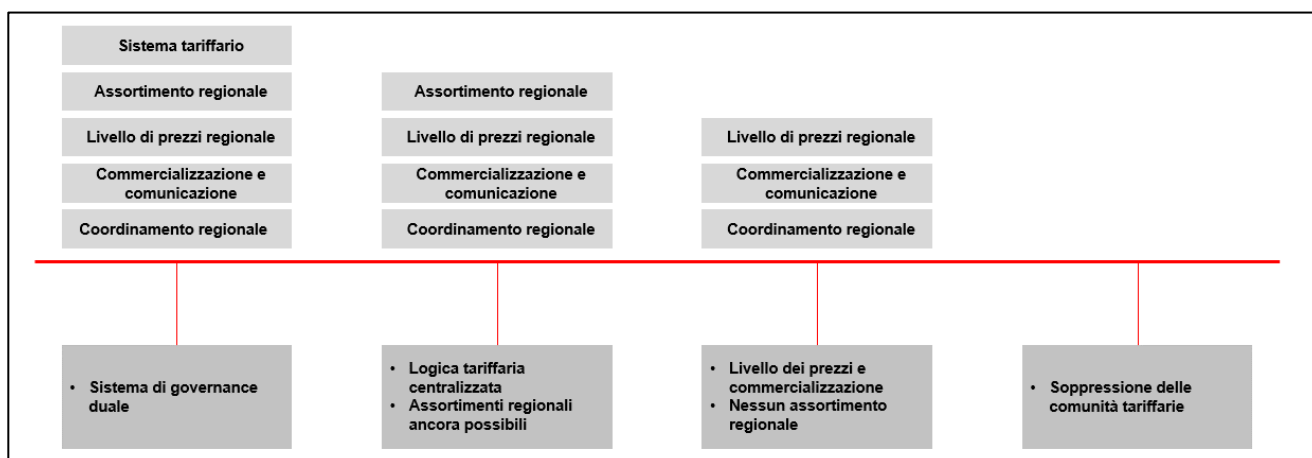 Sistema tariffario
Assortimento regionale
Livello di prezzi regionale
Commercializzazione e
comunicazione
Coordinamento regionale
Assortimento regionale
Livello di prezzi regionale
Commercializzazione e
comunicazione
Coordinamento regionale
Livello di prezzi regionale
Commercializzazione e
comunicazione
Coordinamento regionale
• Sistema di governance
duale
• Logica tariffaria
centralizzata
• Assortimenti regionali
ancora possibili
• Livello dei prezzi e
commercializzazione
• Nessun assortimento
regionale
• Soppressione delle
comunità tariffarie